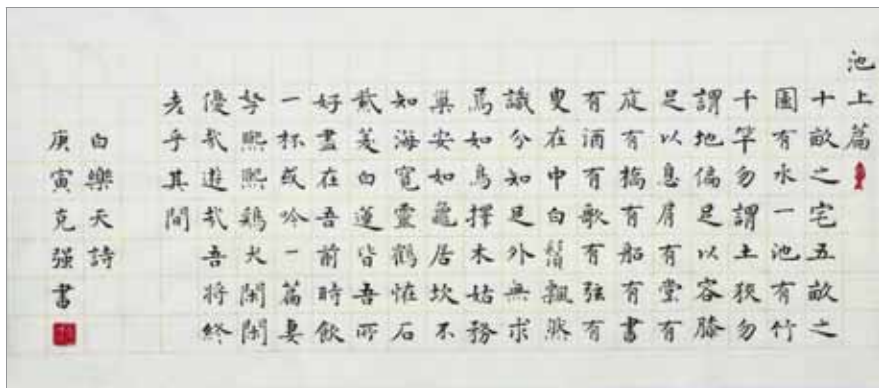 池上篇
十畝之宅五畝之
園有水一池有竹
千竿勿謂土狹勿
謂地偏足以容膝
足以息肩有堂有
庭有橋有船有書
有酒有歌有弦有
叟在中白鬚飄然
識分知足外無求
焉如鳥擇木姑務
巢安如龜居坎不
知海寬靈鶴怪石
紫菱白蓮皆吾所
好盡在吾前時飲
一杯或吟一篇妻
孥熙熙鷄犬閑閑
優哉遊哉吾將終
老乎其間
白樂天詩
庚寅克强書